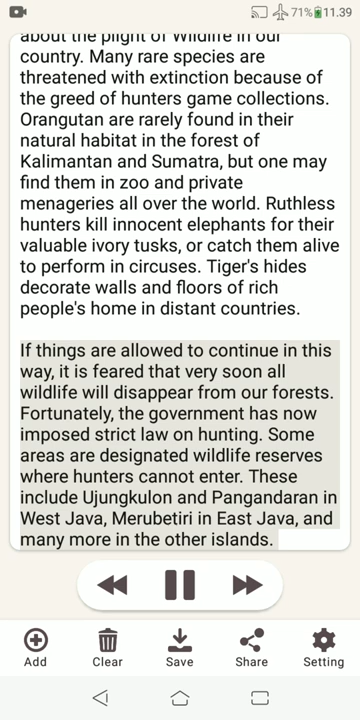 71% 11.39
about the plight of Wildlife in our
country. Many rare species are
threatened with extinction because of
the greed of hunters game collections.
Orangutan are rarely found in their
natural habitat in the forest of
Kalimantan and Sumatra, but one may
find them in zoo and private
menageries all over the world. Ruthless
hunters kill innocent elephants for their
valuable ivory tusks, or catch them alive
to perform in circuses. Tiger's hides
decorate walls and floors of rich
people's home in distant countries.
If things are allowed to continue in this
way, it is feared that very soon all
wildlife will disappear from our forests.
Fortunately, the government has now
imposed strict law on hunting. Some
areas are designated wildlife reserves
where hunters cannot enter. These
include Ujungkulon and Pangandaran in
West Java, Merubetiri in East Java, and
many more in the other islands.
Add Clear Save Share Setting